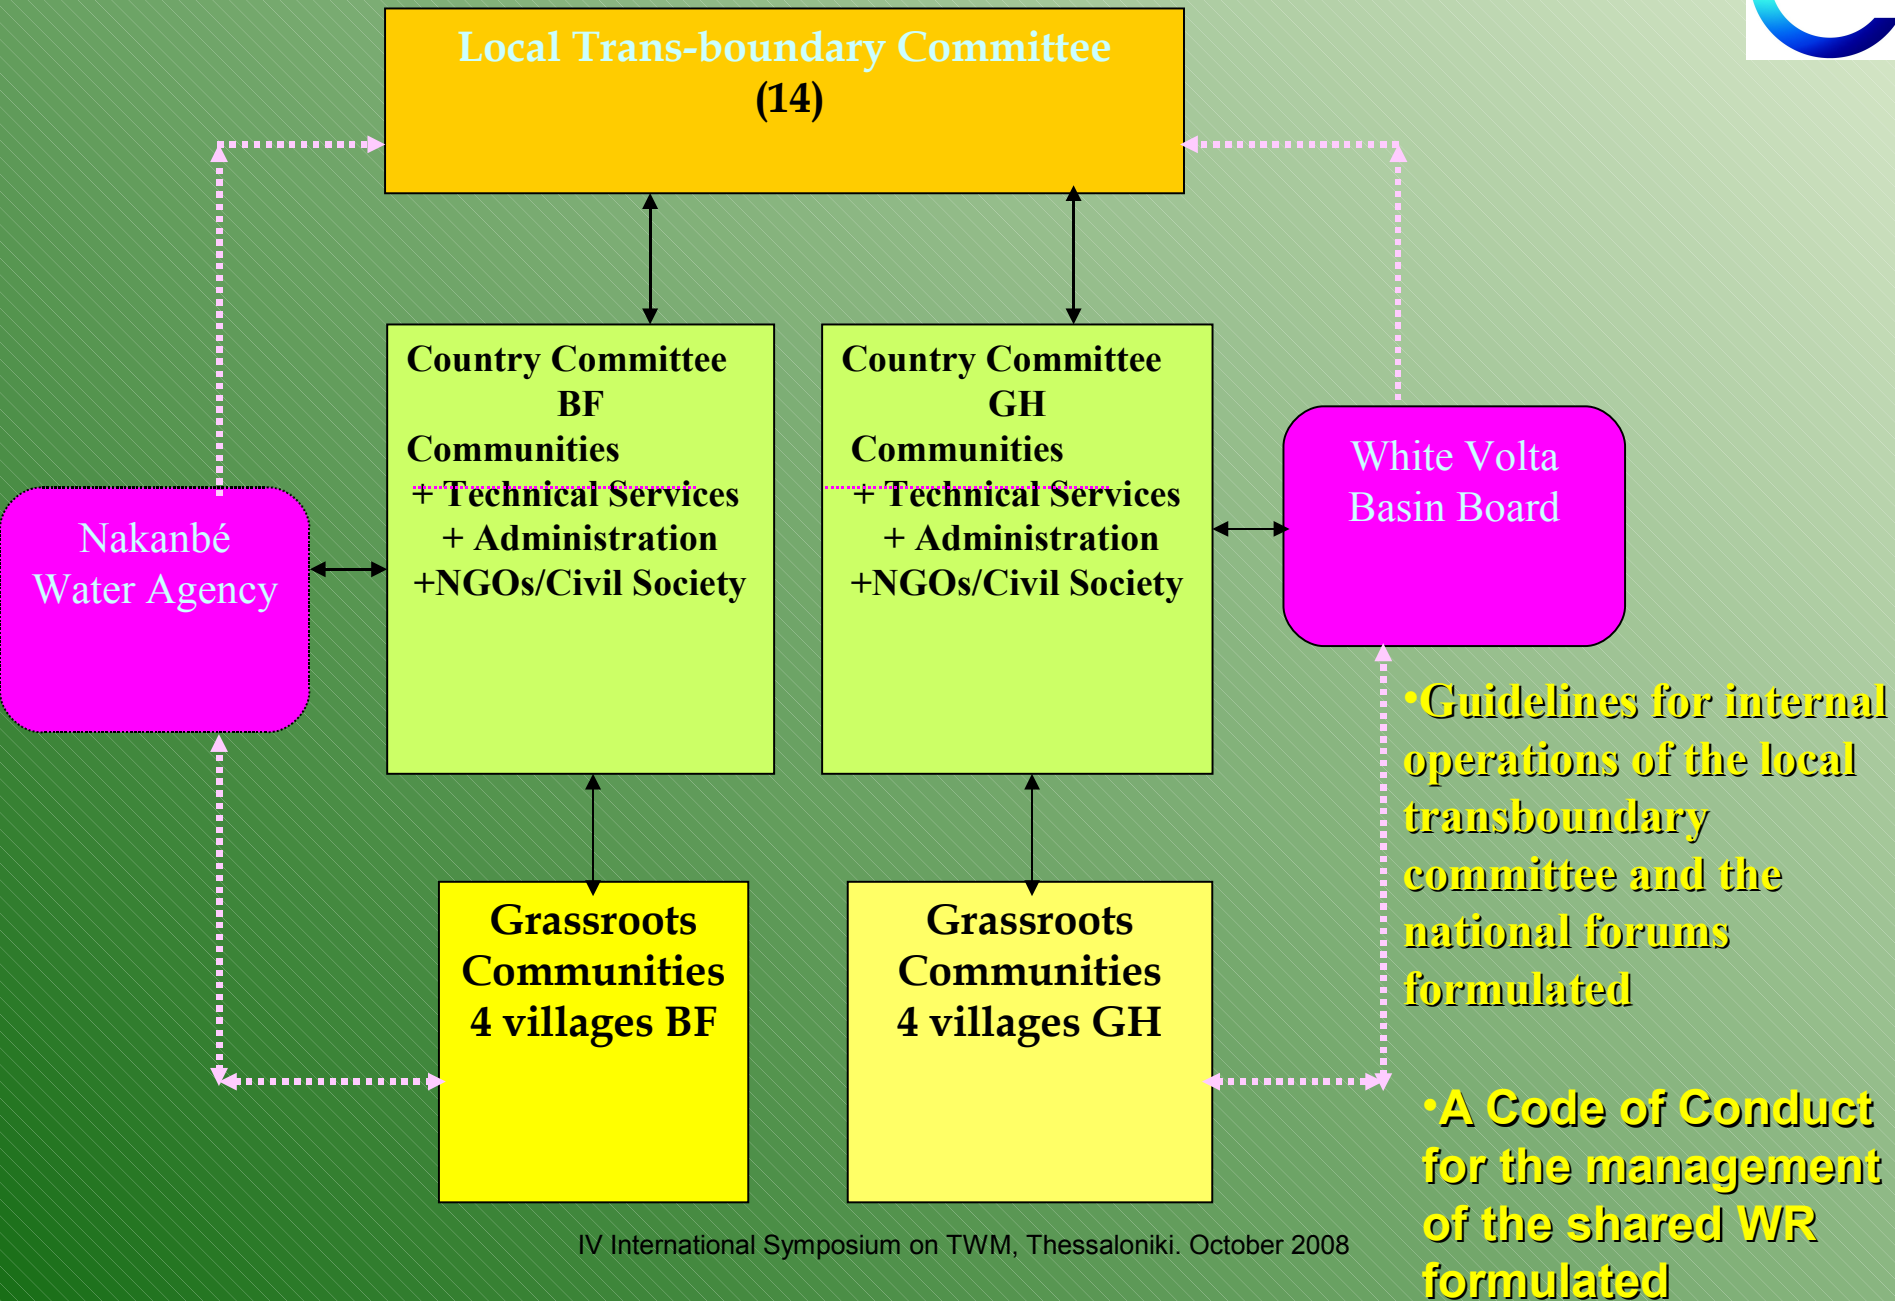 Local Trans-boundary Committee
(14)
Country Committee
BF
Communities
+ Technical Services
+ Administration
+NGOs/Civil Society
Country Committee
GH
Communities
+ Technical Services
+ Administration
+NGOs/Civil Society
Nakanbé
Water Agency
White Volta
Basin Board
Grassroots
Communities
4 villages BF
Grassroots
Communities
4 villages GH
•Guidelines for internal
operations of the local
transboundary
committee and the
national forums
formulated
•A Code of Conduct
for the management
of the shared WR
formulated
IV International Symposium on TWM, Thessaloniki. October 2008